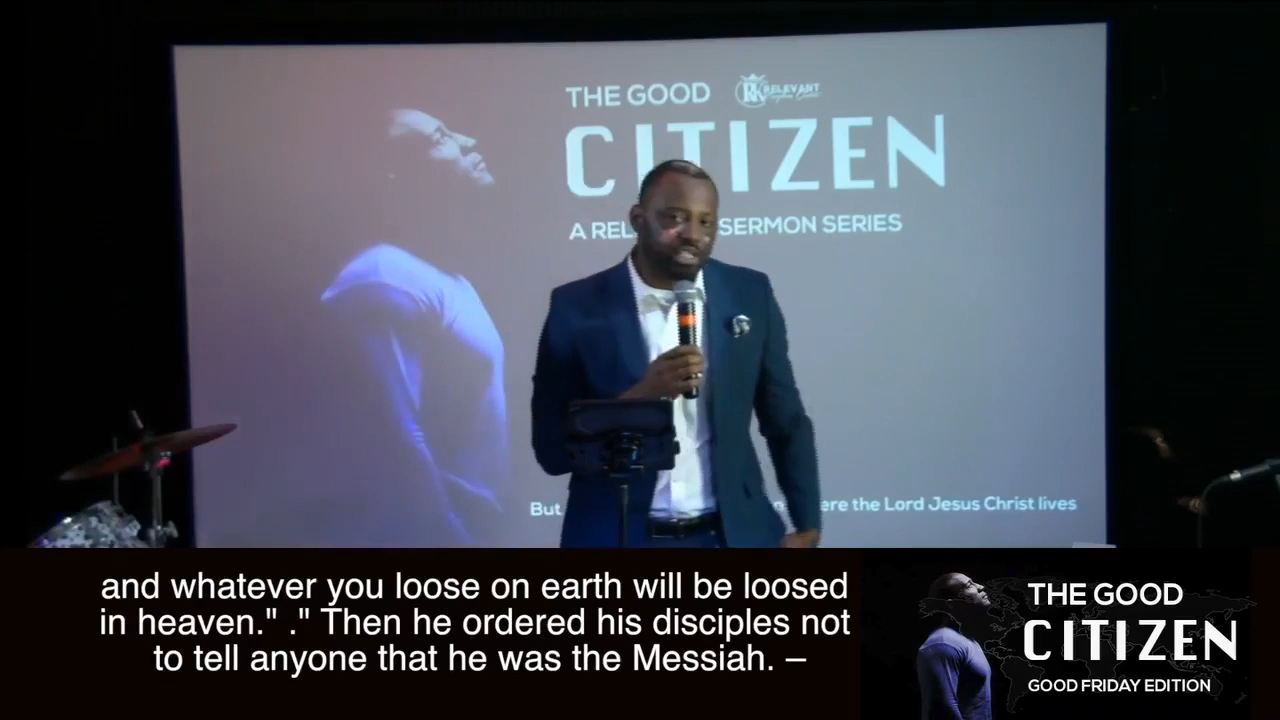 THE GOOD
RELEVANT
CITIZEN
A REL SERMON SERIES
But ere the Lord Jesus Christ lives
and whatever you loose on earth will be loosed
in heaven." ." Then he ordered his disciples not
to tell anyone that he was the Messiah. –
THE GOOD
CITIZEN
GOOD FRIDAY EDITION